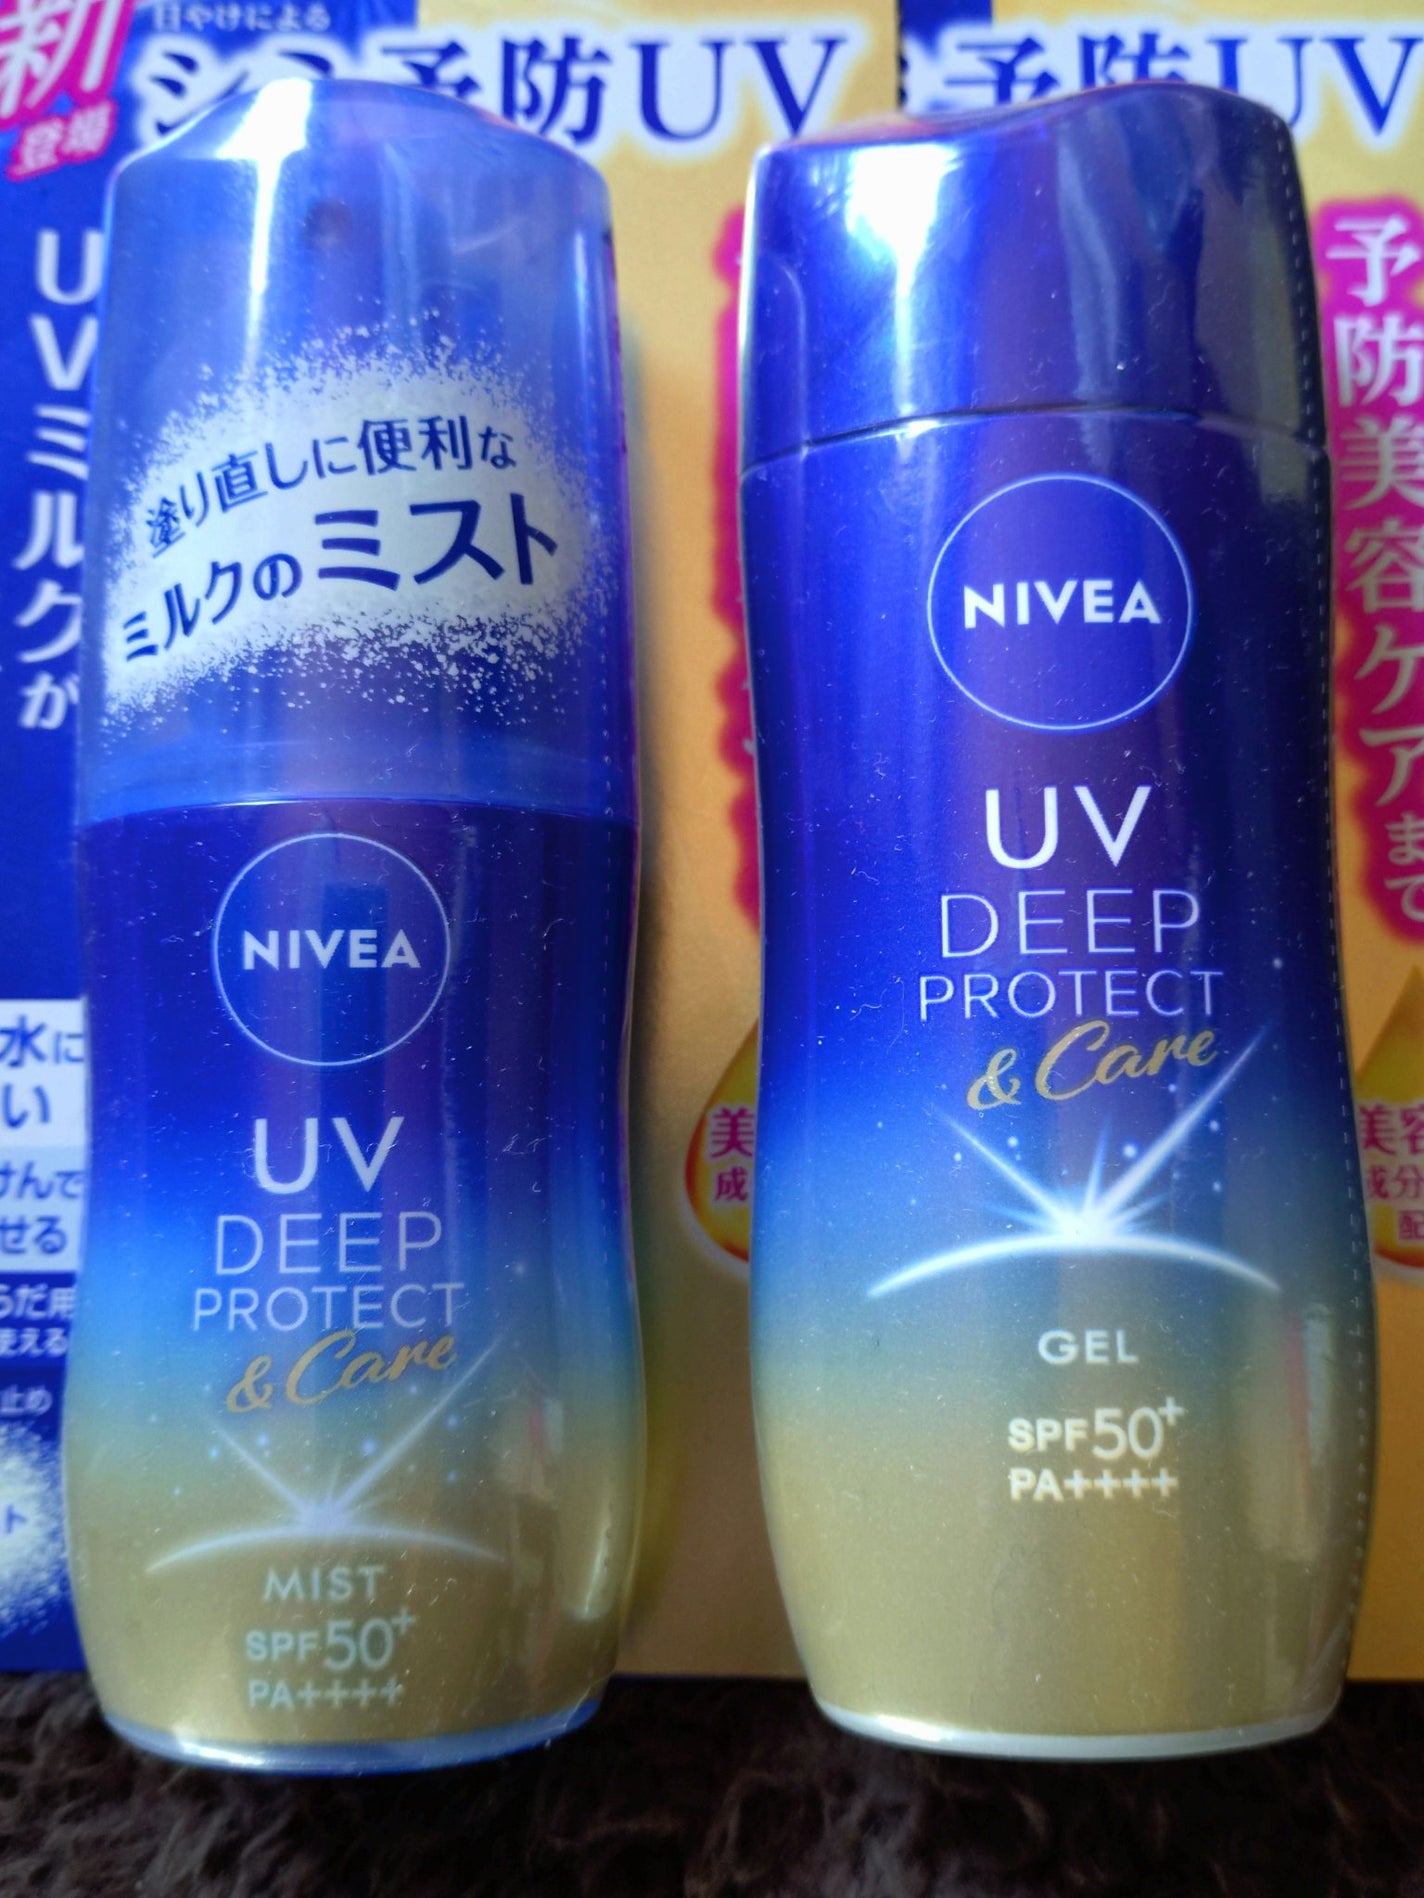 新
登場
日やけによる
シミ予防UV
予防UV
UVミルクが
水に
い
けんで
せる
らだ用
使える
止め
ト
塗り直しに便利な
ミルクのミスト
NIVEA
UV
DEEP
PROTECT
& Care
MIST
SPF50+
PA++++
美
成
NIVEA
UV
DEEP
PROTECT
& Care
GEL
SPF50+
PA++++
予防美容ケアまで
美容
成分
配